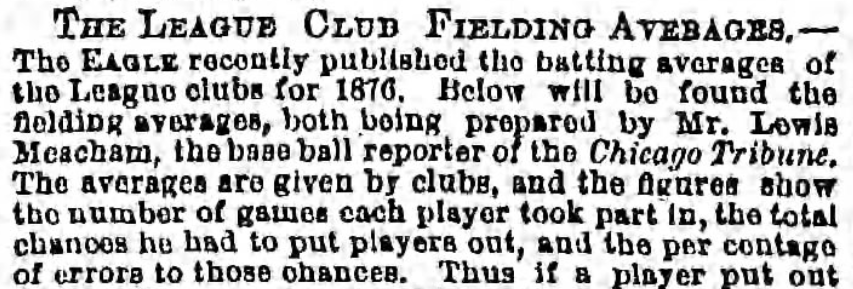 THE LEAGUE CLUB FIELDING AVERAGES.—
The EAGLE recently published the batting averages of
the League clubs for 1876. Below will be found the
fielding averages, both being prepared by Mr. Lewis
Meacham, the base ball reporter of the Chicago Tribune.
The averages are given by clubs, and the figures show
the number of games each player took part in, the total
chances he had to put players out, and the per centage
of errors to those chances. Thus if a player put out